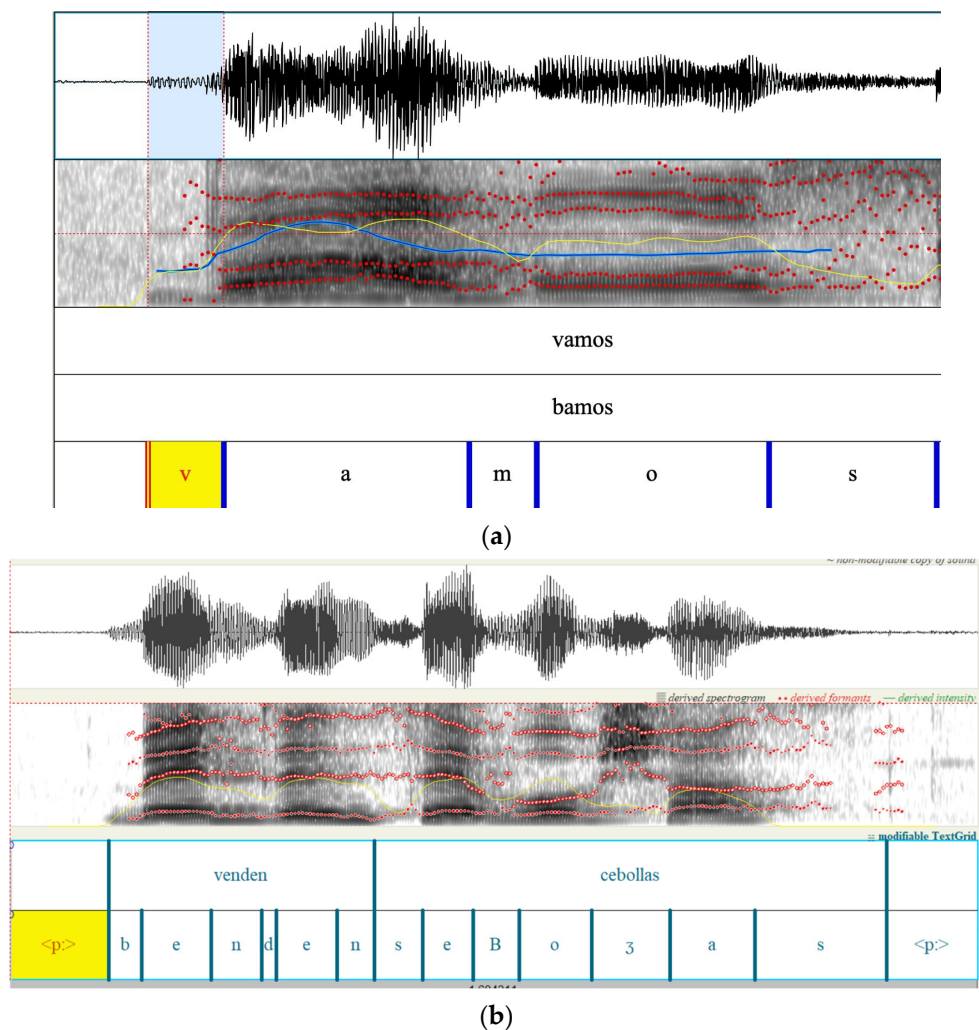 vamos
bamos
v a m o s
(a)
~ non-modifiable copy of sound
derived spectrogram •• derived formants — derived intensity
modifiable TextGrid
venden cebollas
<p:> b e n d e n s e B o ʒ a s <p:>
(b)